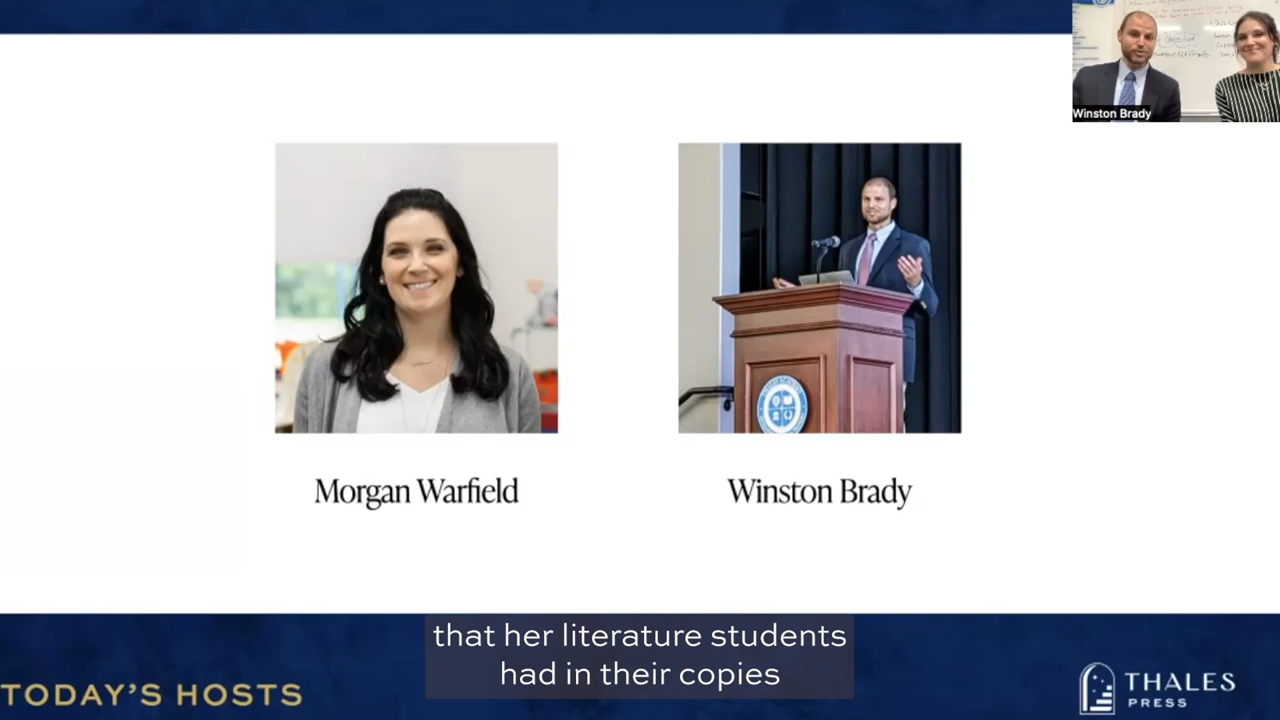 Winston Brady
Morgan Warfield
Winston Brady
that her literature students
had in their copies
TODAY'S HOSTS
THALES
PRESS